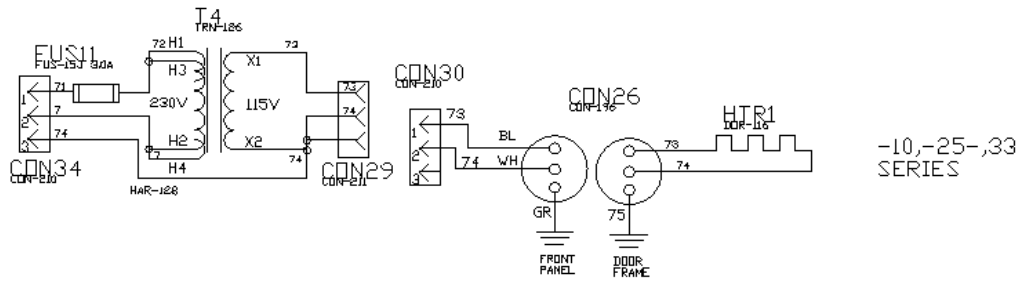 T4
TRN-186
FUS11
FUS-15J 3.0A
71
72
H1
H3
230V
7
74
1
2
3
H2
H4
7
X1
115V
X2
73
74
73
74
CON34
CON-210
HAR-128
CON29
CON-211
CON30
CON-210
73
74
1
2
3
BL
WH
GR
FRONT
PANEL
CON26
CON-196
75
DOOR
FRAME
73
74
HTR1
DOR-116
-10,-25-,33
SERIES